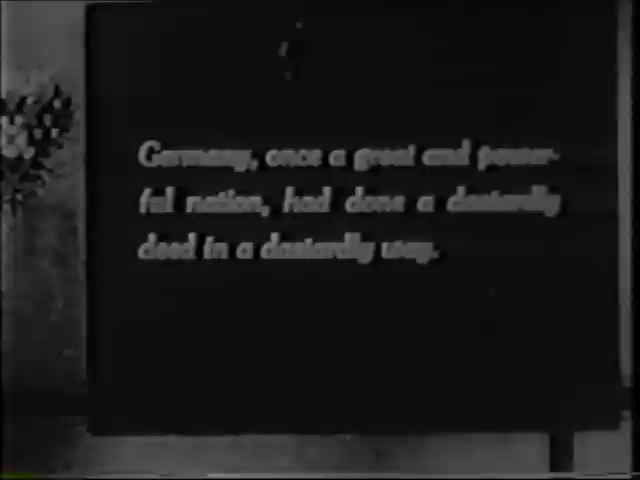 Germany, once a great and power-
ful nation, had done a dastardly
deed in a dastardly way.